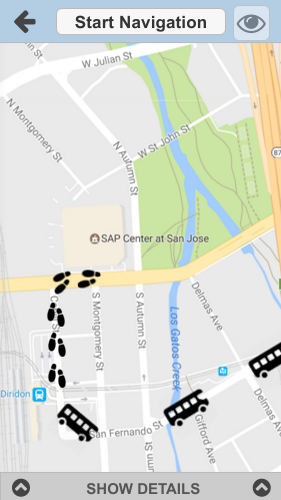 Start Navigation
W Julian St
N Montgomery St
N Autumn St
W St John St
87
SAP Center at San Jose
S Montgomery St
S Autumn St
Los Gatos Creek
Delmas Ave
Diridon
San Fernando St
Gifford Ave
Delmas Ave
SHOW DETAILS